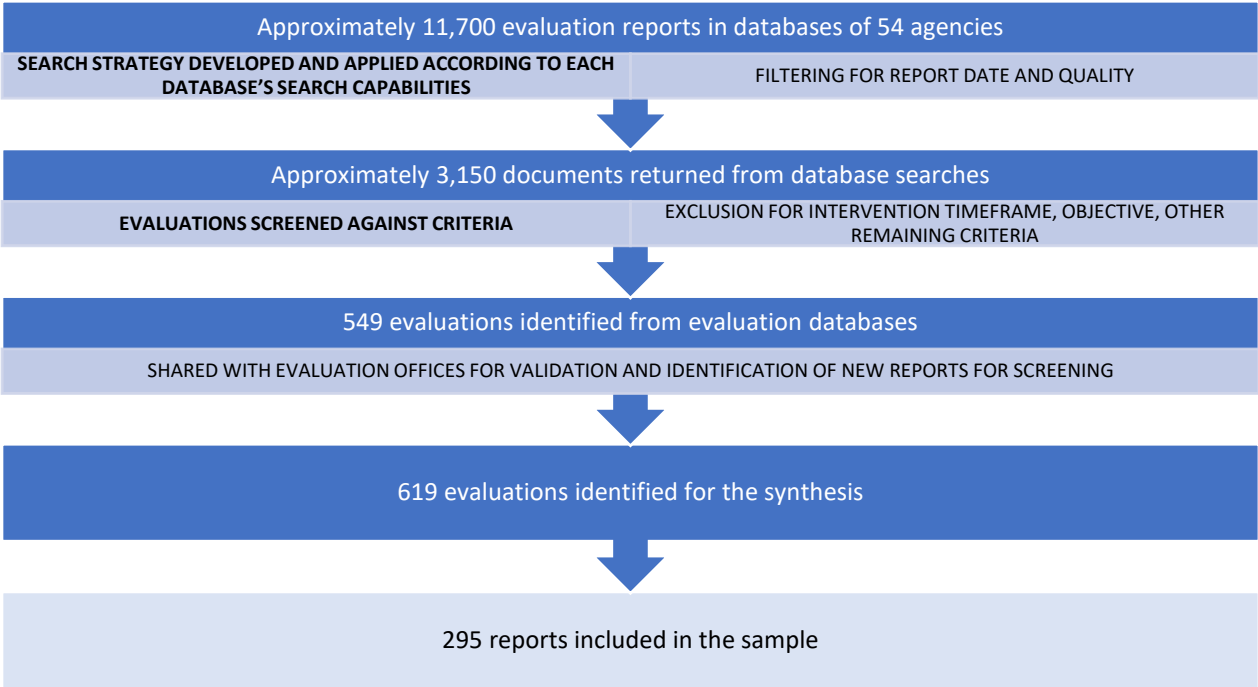 Approximately 11,700 evaluation reports in databases of 54 agencies
SEARCH STRATEGY DEVELOPED AND APPLIED ACCORDING TO EACH
DATABASE'S SEARCH CAPABILITIES
FILTERING FOR REPORT DATE AND QUALITY
Approximately 3,150 documents returned from database searches
EVALUATIONS SCREENED AGAINST CRITERIA
EXCLUSION FOR INTERVENTION TIMEFRAME, OBJECTIVE, OTHER
REMAINING CRITERIA
549 evaluations identified from evaluation databases
SHARED WITH EVALUATION OFFICES FOR VALIDATION AND IDENTIFICATION OF NEW REPORTS FOR SCREENING
619 evaluations identified for the synthesis
295 reports included in the sample